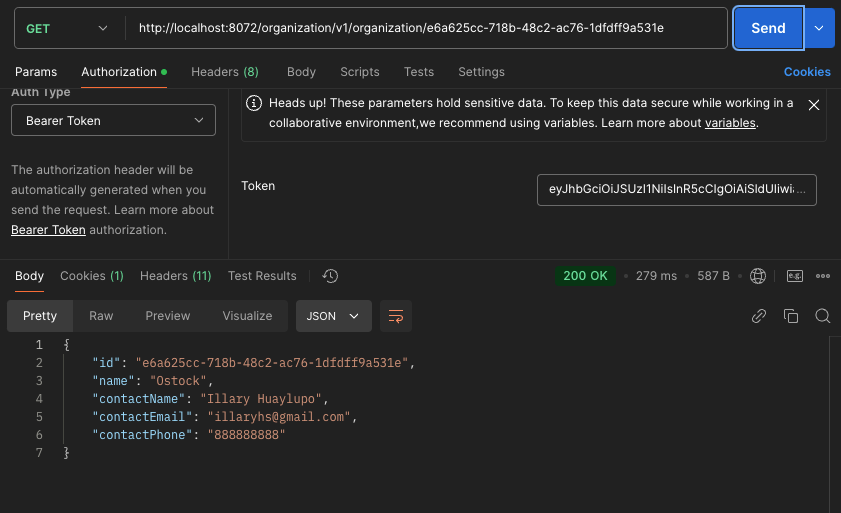 GET http://localhost:8072/organization/v1/organization/e6a625cc-718b-48c2-ac76-1dfdff9a531e Send
Params Authorization Headers (8) Body Scripts Tests Settings Cookies
Auth Type
Bearer Token
The authorization header will be
automatically generated when you
send the request. Learn more about
Bearer Token authorization.
Heads up! These parameters hold sensitive data. To keep this data secure while working in a
collaborative environment,we recommend using variables. Learn more about variables.
Token eyJhbGciOiJSUzI1NiIsInR5cCIgOiAiSldUIiwia...
Body Cookies (1) Headers (11) Test Results 200 OK 279 ms 587 B e.g.
Pretty Raw Preview Visualize JSON
1 {
2 "id": "e6a625cc-718b-48c2-ac76-1dfdff9a531e",
3 "name": "Ostock",
4 "contactName": "Illary Huaylupo",
5 "contactEmail": "illaryhs@gmail.com",
6 "contactPhone": "888888888"
7 }